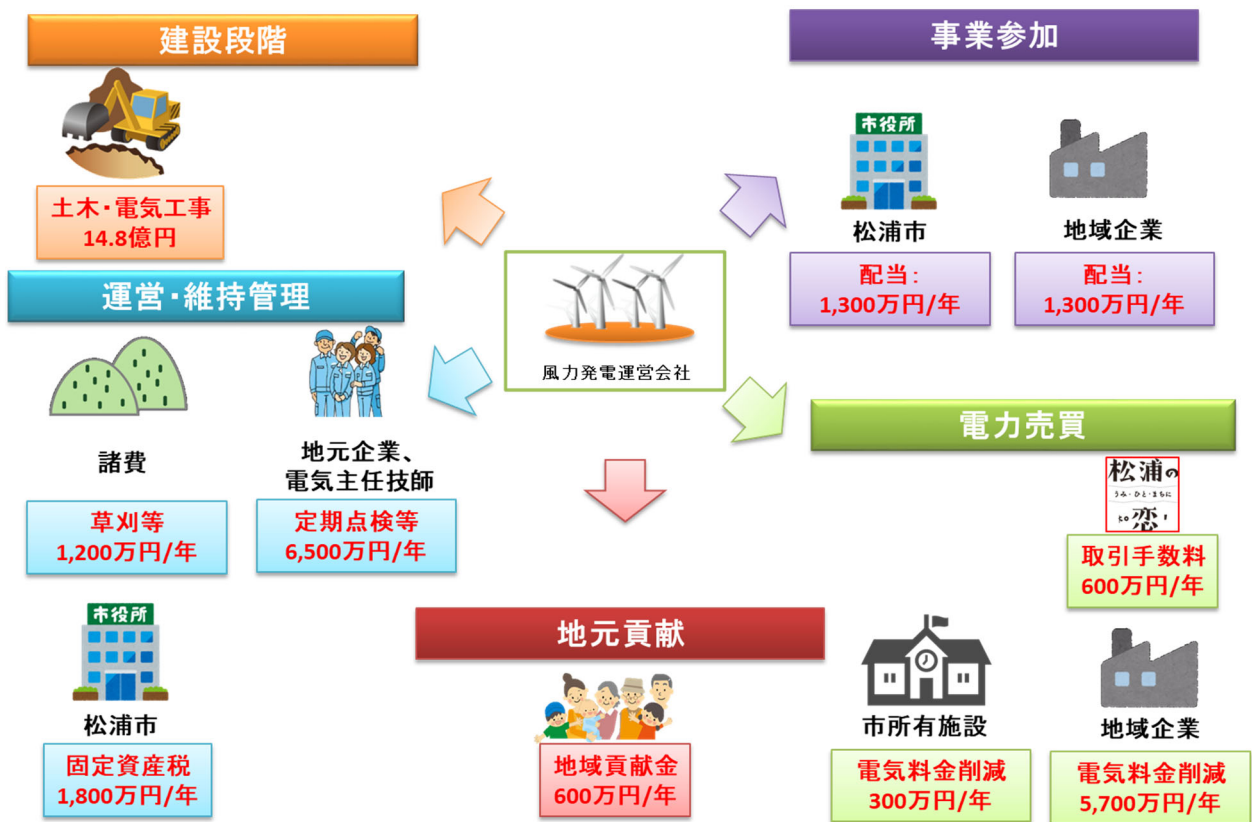 建設段階
土木・電気工事
14.8億円
運営・維持管理
諸費
草刈等
1,200万円/年
地元企業、
電気主任技師
定期点検等
6,500万円/年
市役所
松浦市
固定資産税
1,800万円/年
風力発電運営会社
地元貢献
地域貢献金
600万円/年
事業参加
市役所
松浦市
配当:
1,300万円/年
地域企業
配当:
1,300万円/年
電力売買
松浦の
うみ・ひと・まちに
恋!
取引手数料
600万円/年
市所有施設
電気料金削減
300万円/年
地域企業
電気料金削減
5,700万円/年